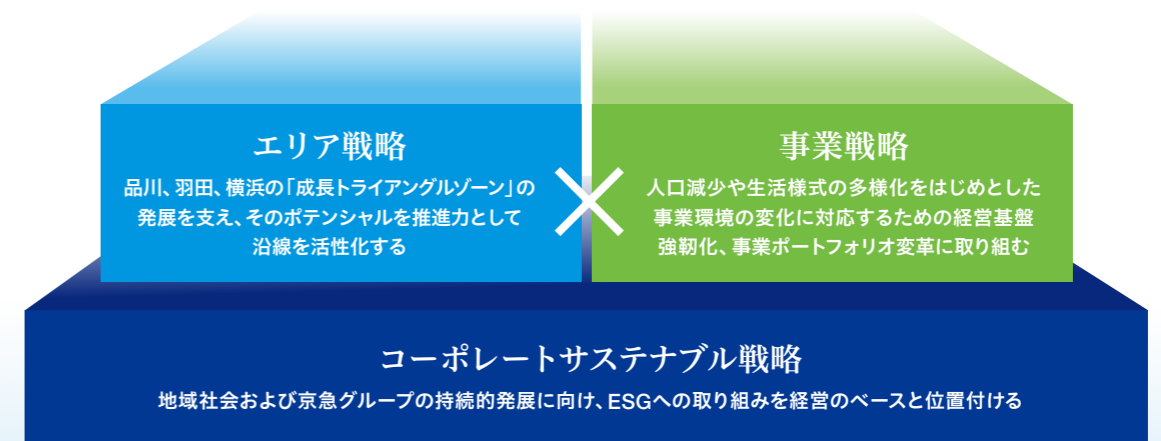 エリア戦略
品川、羽田、横浜の「成長トライアングルゾーン」の
発展を支え、そのポテンシャルを推進力として
沿線を活性化する
×
事業戦略
人口減少や生活様式の多様化をはじめとした
事業環境の変化に対応するための経営基盤
強靭化、事業ポートフォリオ変革に取り組む
コーポレートサステナブル戦略
地域社会および京急グループの持続的発展に向け、ESGへの取り組みを経営のベースと位置付ける